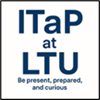 ITaP
at
LTU
Be present, prepared,
and curious